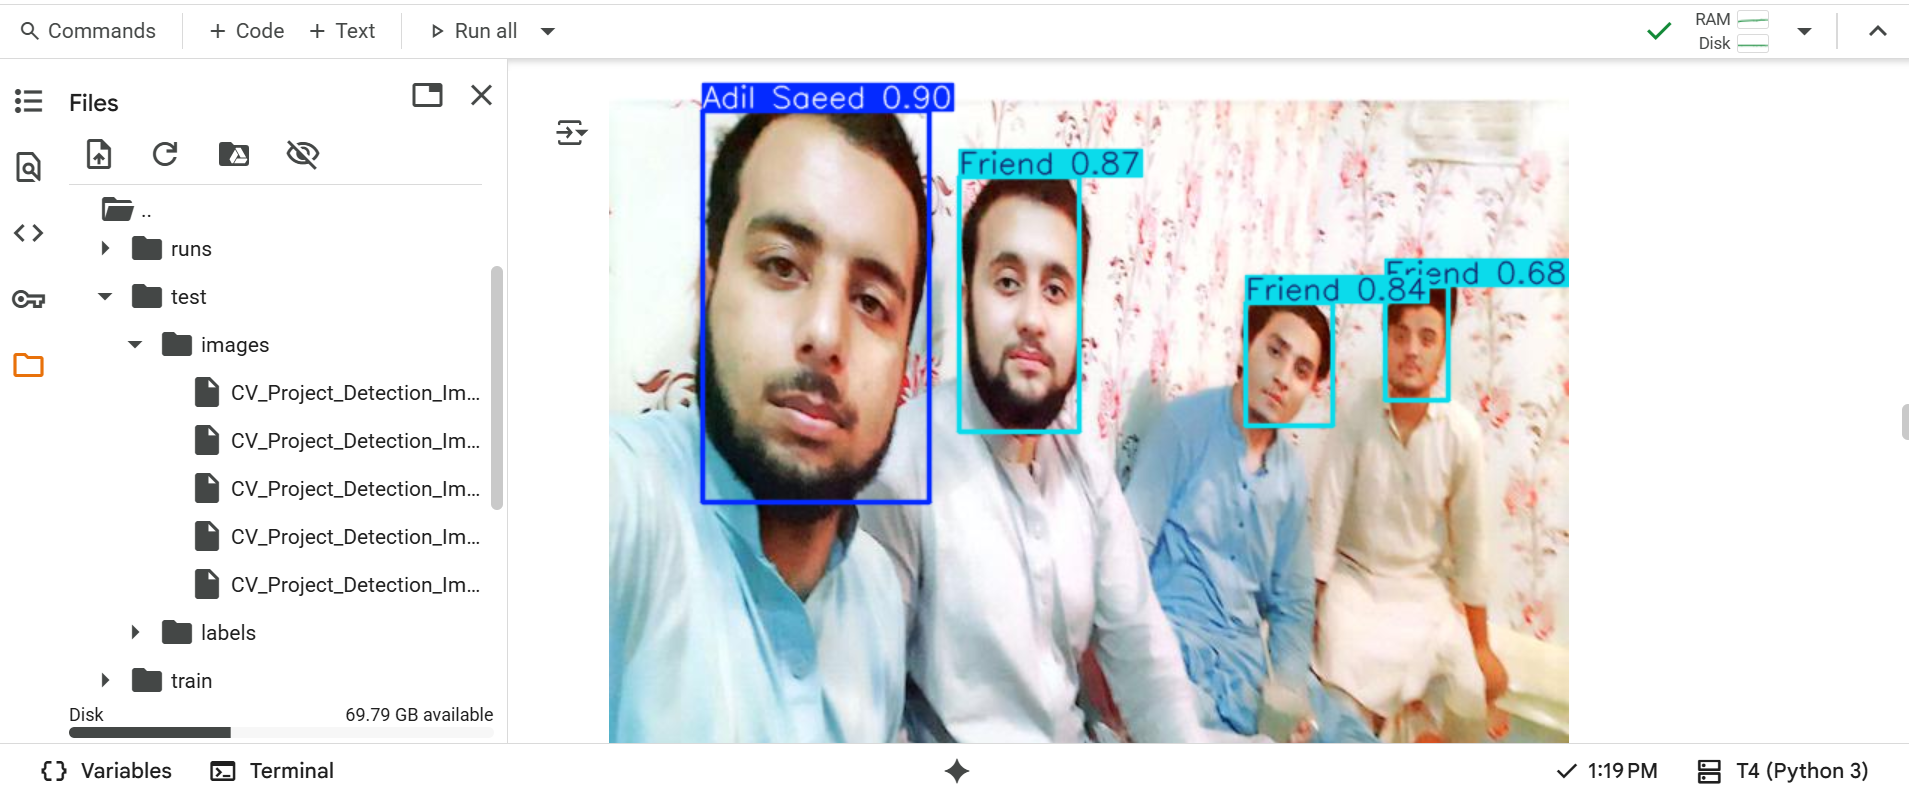 Commands + Code + Text Run all
RAM
Disk
Files
..
runs
test
images
CV_Project_Detection_Im...
CV_Project_Detection_Im...
CV_Project_Detection_Im...
CV_Project_Detection_Im...
CV_Project_Detection_Im...
labels
train
Disk 69.79 GB available
Adil Saeed 0.90
Friend 0.87
Friend 0.84
Friend 0.68
{} Variables Terminal
1:19 PM T4 (Python 3)